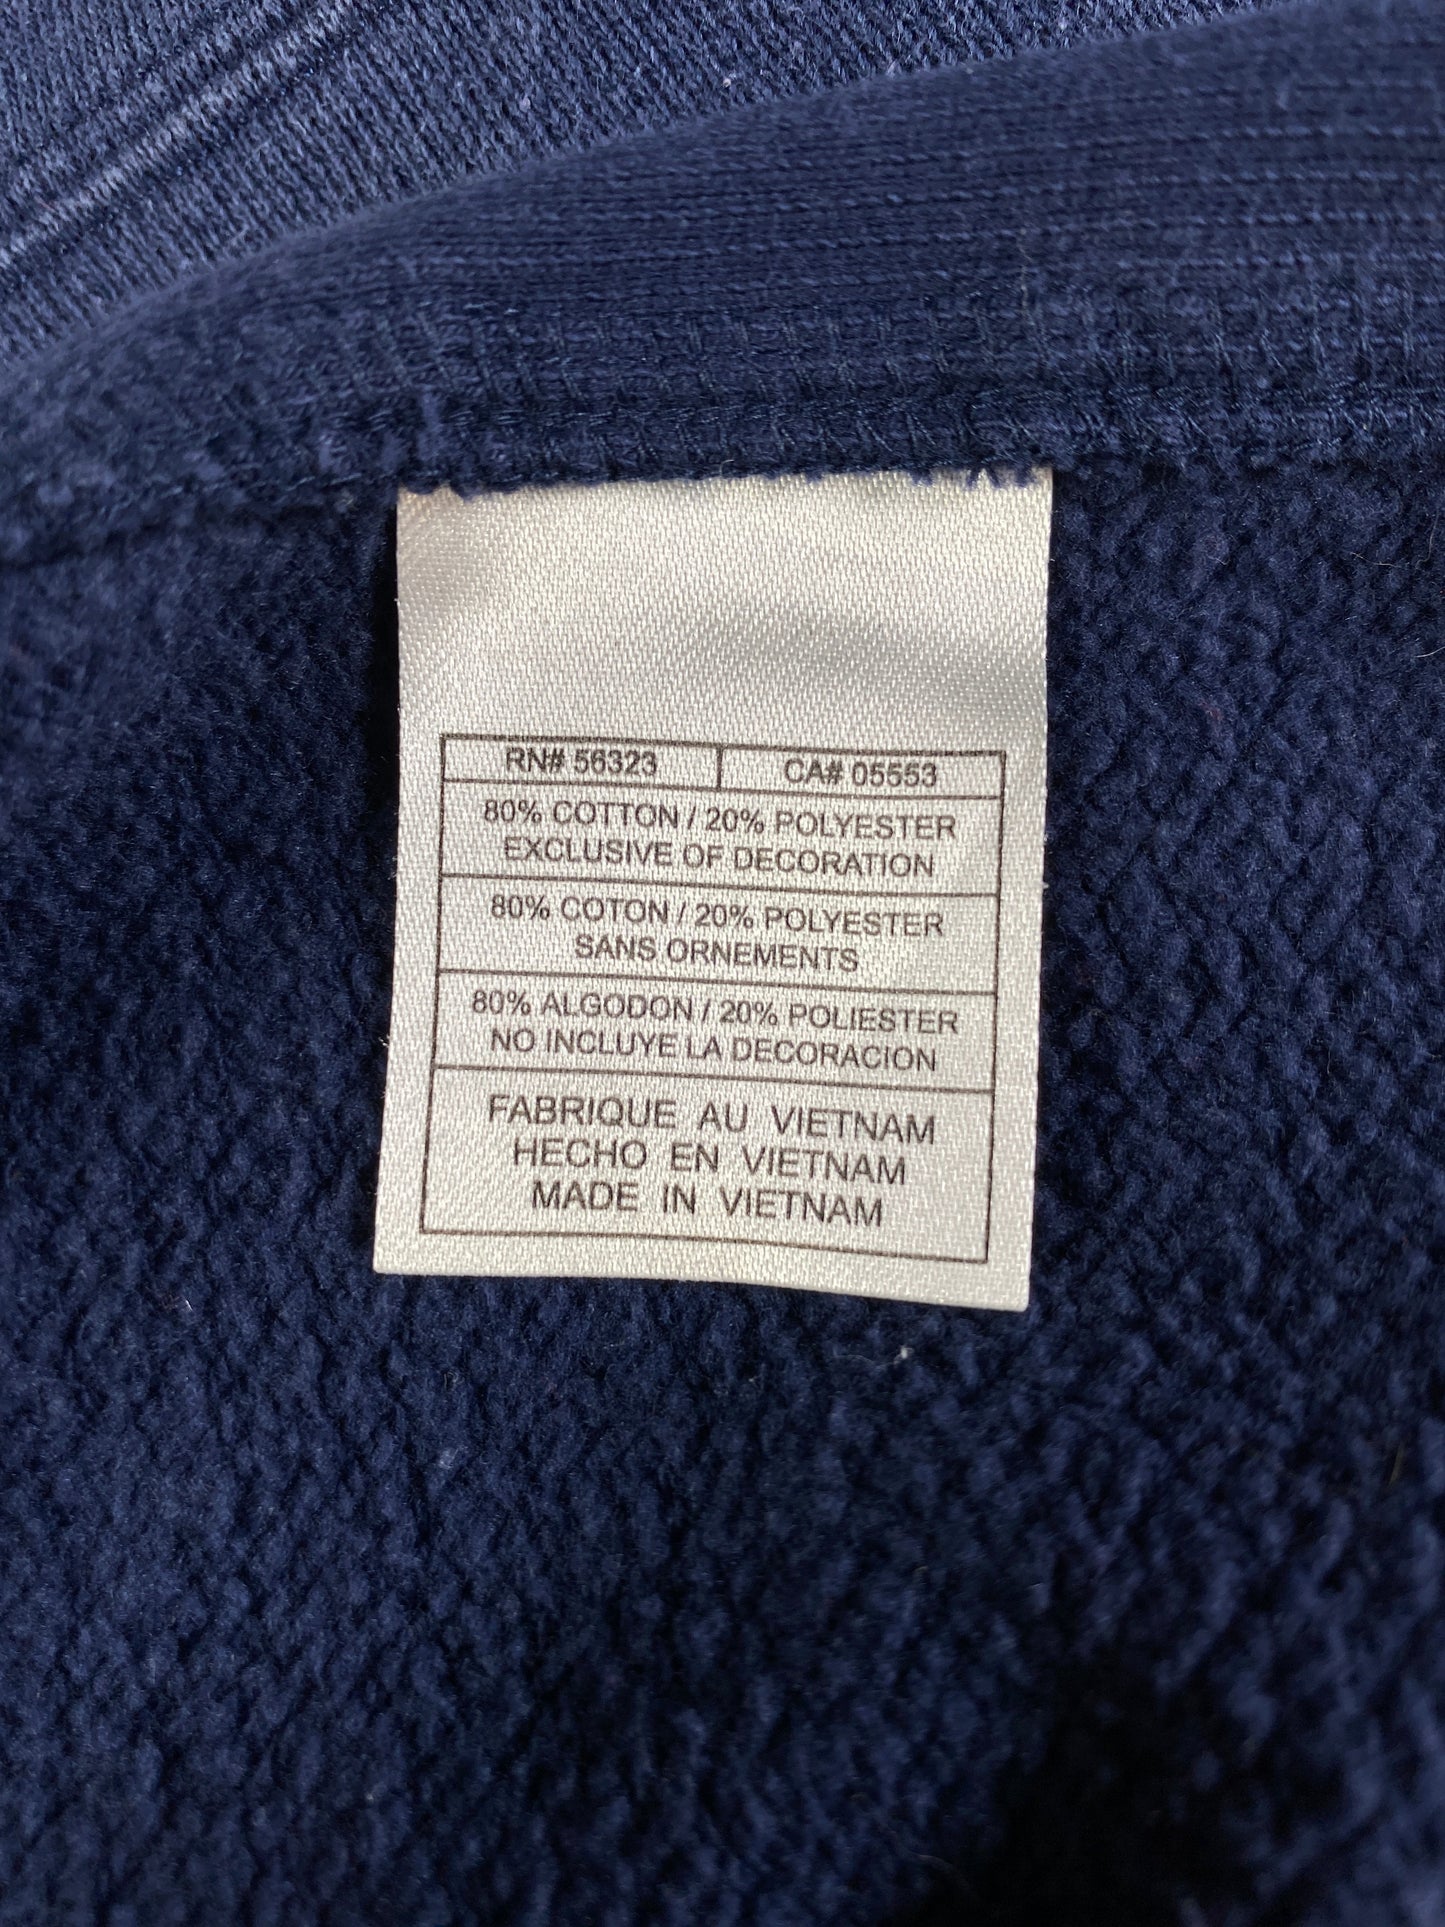 RN# 56323 CA# 05553
80% COTTON / 20% POLYESTER
EXCLUSIVE OF DECORATION
80% COTON / 20% POLYESTER
SANS ORNEMENTS
80% ALGODON / 20% POLIESTER
NO INCLUYE LA DECORACION
FABRIQUE AU VIETNAM
HECHO EN VIETNAM
MADE IN VIETNAM